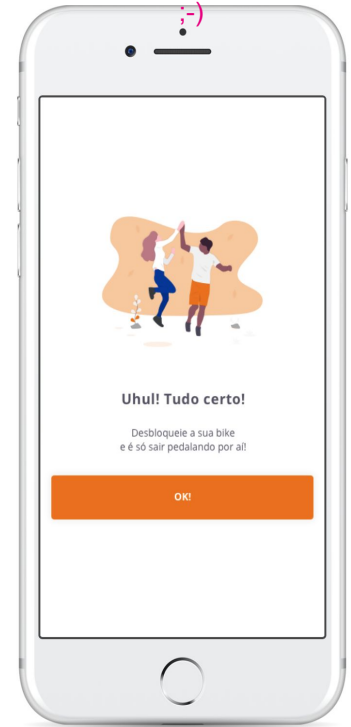 ;-)
Uhul! Tudo certo!
Desbloqueie a sua bike
e é só sair pedalando por aí!
OK!